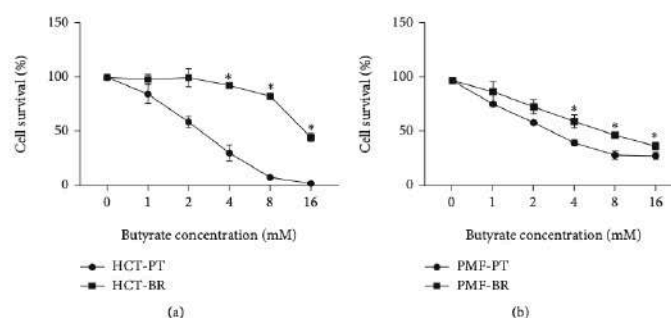 150
100
50
0
Cell survival (%)
* * *
0 1 2 4 8 16
Butyrate concentration (mM)
HCT-PT
HCT-BR
(a)
150
100
50
0
Cell survival (%)
* * *
0 1 2 4 8 16
Butyrate concentration (mM)
PMF-PT
PMF-BR
(b)